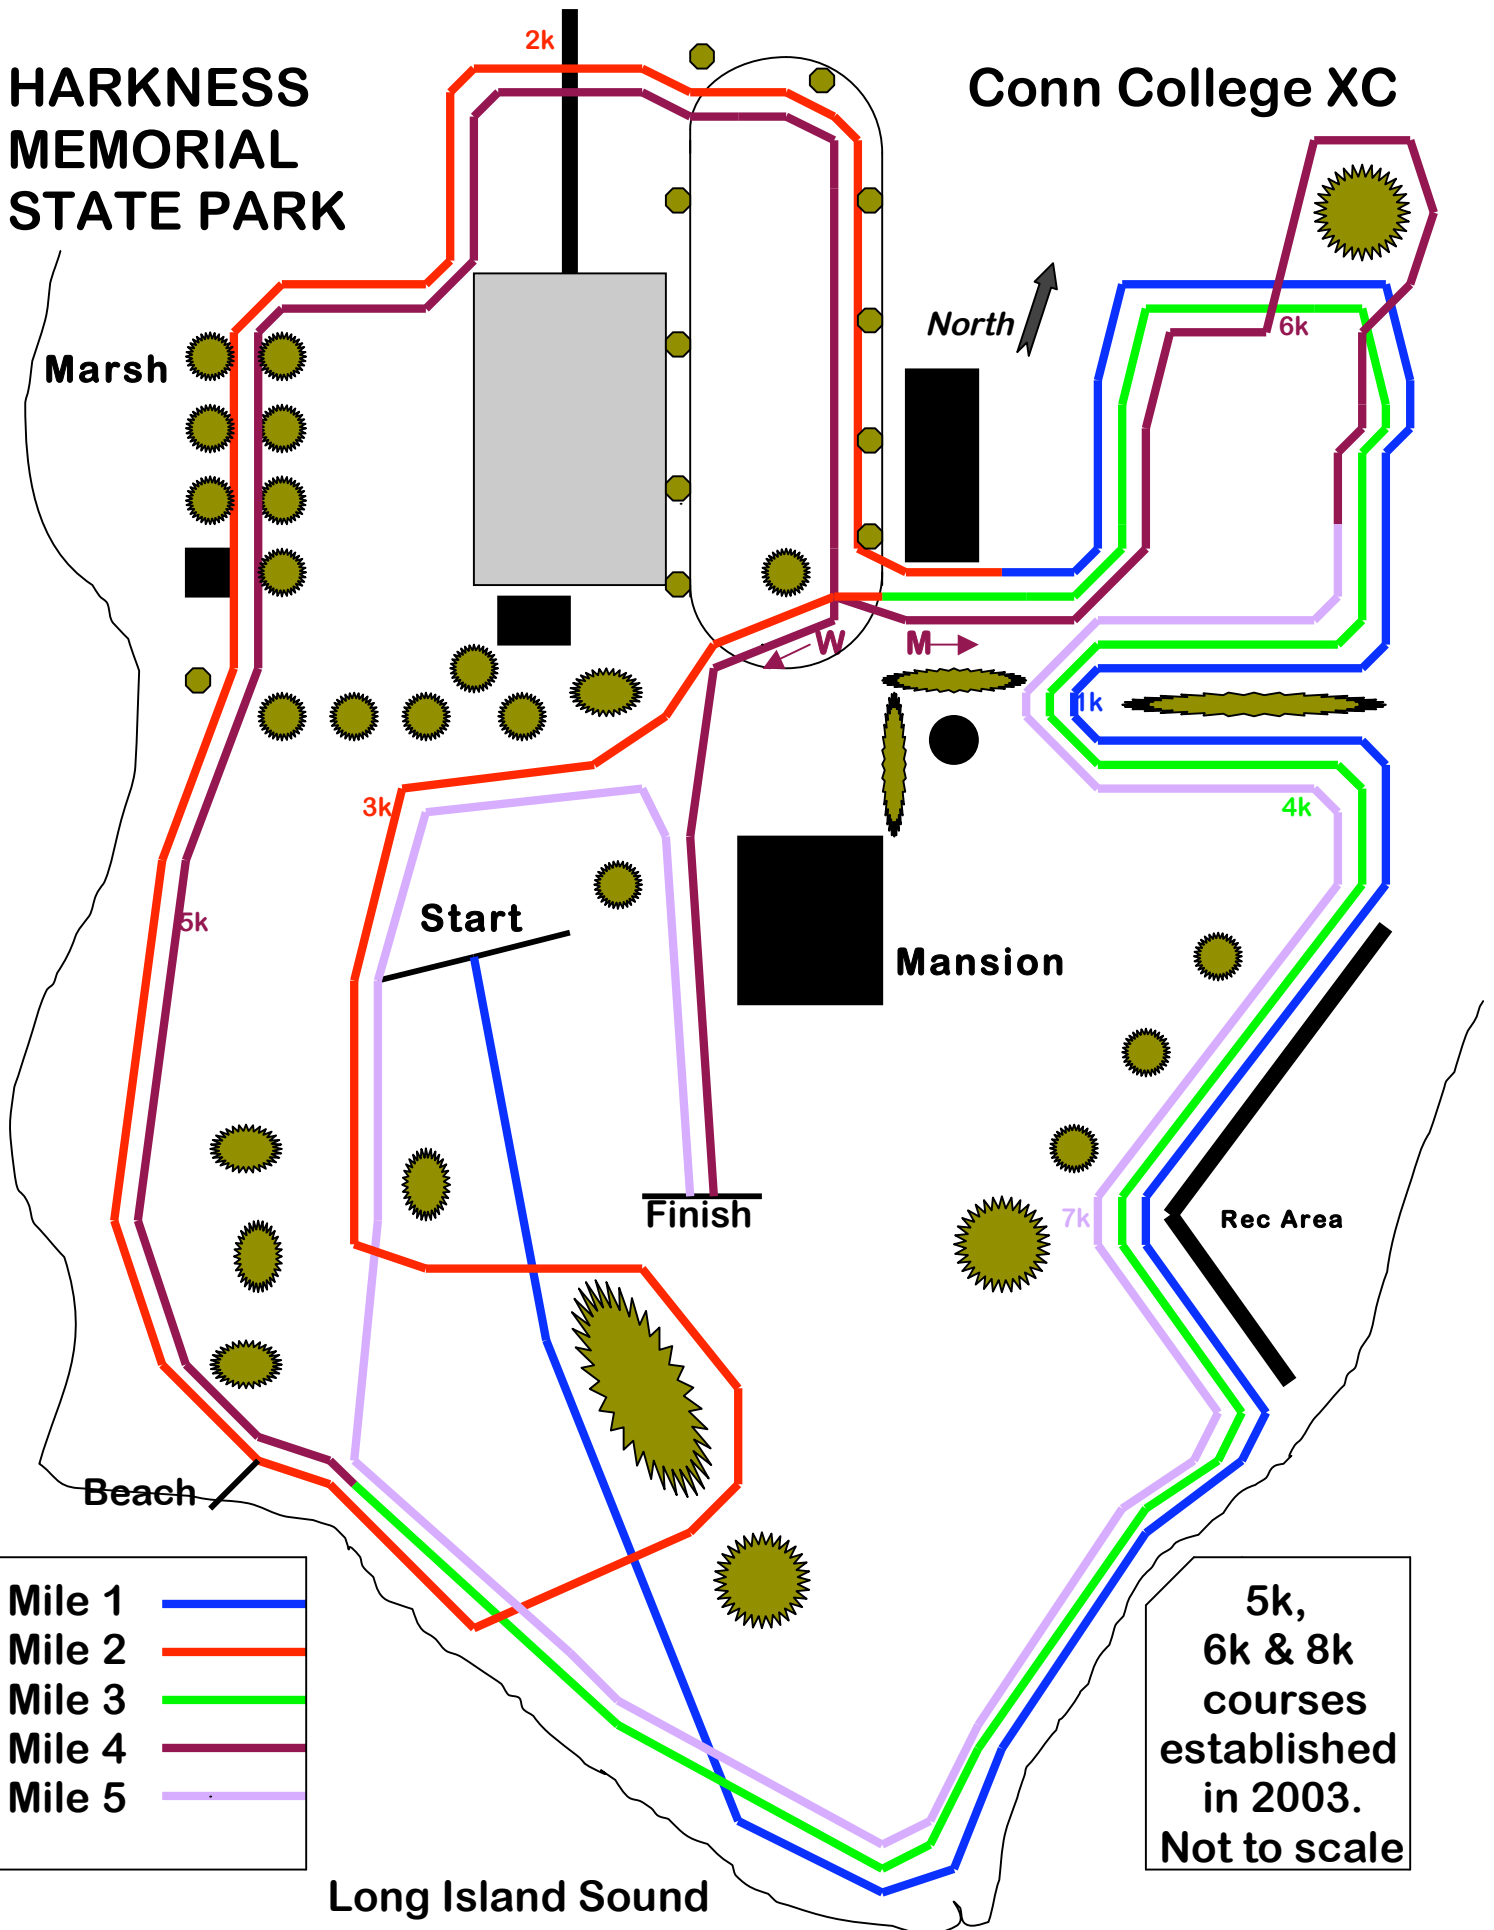 2k
HARKNESS
MEMORIAL
STATE PARK
Conn College XC
North
6k
Marsh
W
M
1k
3k
4k
5k
Start
Mansion
Finish
7k
Rec Area
Beach
Mile 1
Mile 2
Mile 3
Mile 4
Mile 5
5k,
6k & 8k
courses
established
in 2003.
Not to scale
Long Island Sound